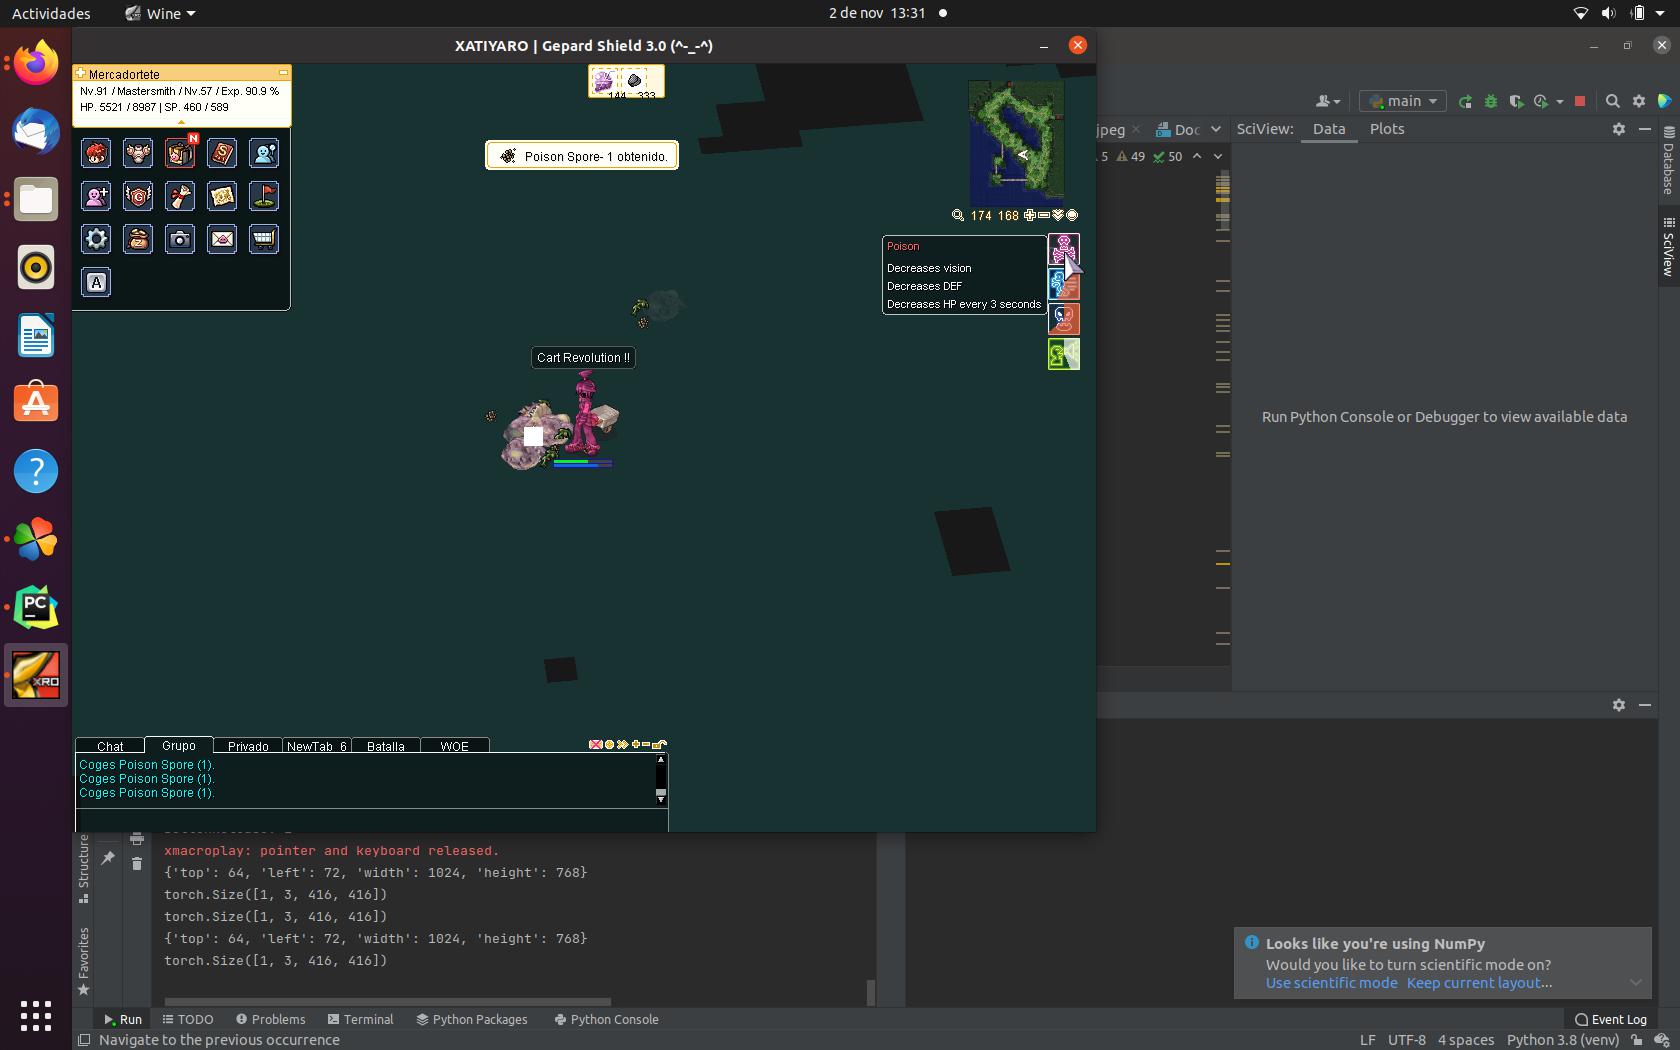 Actividades
Wine
2 de nov 13:31
XATIYARO | Gepard Shield 3.0 (^-_-^)
Mercadortete
Nv.91 / Mastersmith / Nv.57 / Exp. 90.9 %
HP. 5521 / 8987 | SP. 460 / 589
N
A
144 333
Poison Spore- 1 obtenido.
174 168
Poison
Decreases vision
Decreases DEF
Decreases HP every 3 seconds
Cart Revolution !!
Chat
Grupo
Privado
NewTab 6
Batalla
WOE
Coges Poison Spore (1).
Coges Poison Spore (1).
Coges Poison Spore (1).
main
jpeg
Doc
SciView:
Data
Plots
5
49
50
Database
SciView
Run Python Console or Debugger to view available data
PC
XRO
xmacroplay: pointer and keyboard released.
{'top': 64, 'left': 72, 'width': 1024, 'height': 768}
torch.Size([1, 3, 416, 416])
torch.Size([1, 3, 416, 416])
{'top': 64, 'left': 72, 'width': 1024, 'height': 768}
torch.Size([1, 3, 416, 416])
Structure
Favorites
Looks like you're using NumPy
Would you like to turn scientific mode on?
Use scientific mode Keep current layout...
Run
TODO
Problems
Terminal
Python Packages
Python Console
Event Log
Navigate to the previous occurrence
LF UTF-8 4 spaces Python 3.8 (venv)